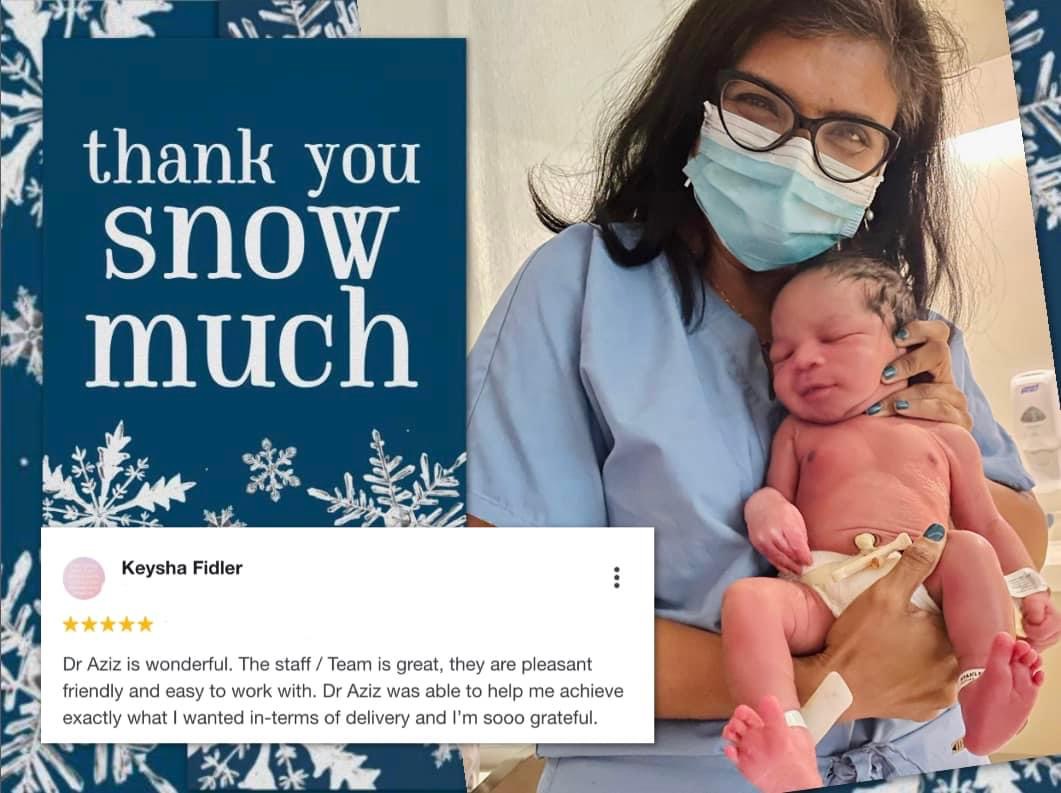 thank you
snow
much
Keysha Fidler
Dr Aziz is wonderful. The staff / Team is great, they are pleasant
friendly and easy to work with. Dr Aziz was able to help me achieve
exactly what I wanted in-terms of delivery and I'm sooo grateful.